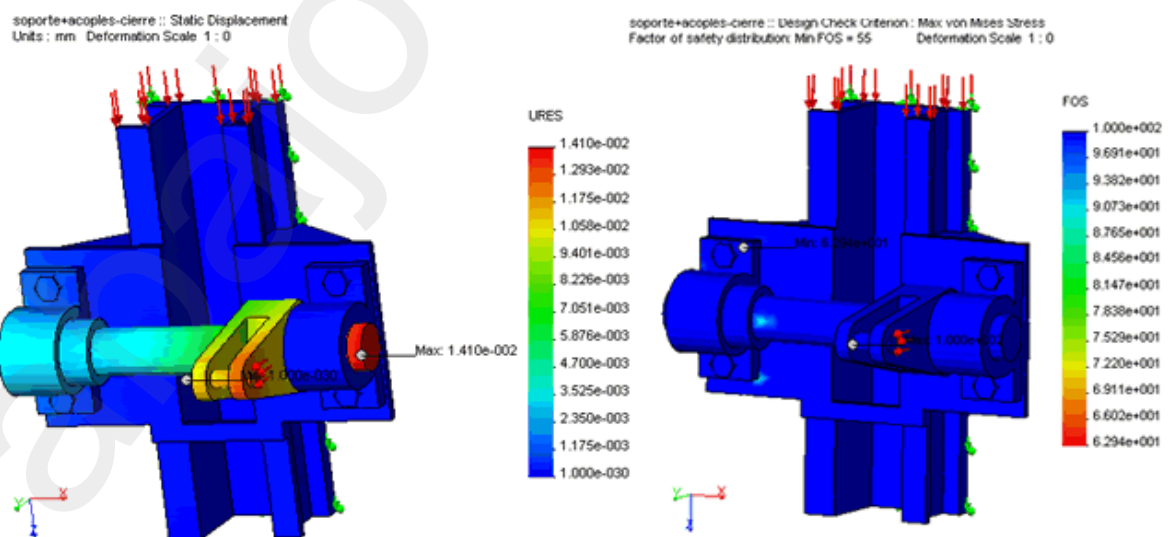 soporte+acoples-cierre :: Static Displacement
Units : mm Deformation Scale 1 : 0
URES
1.410e-002
1.293e-002
1.175e-002
1.058e-002
9.401e-003
8.226e-003
7.051e-003
5.876e-003
4.700e-003
3.525e-003
2.350e-003
1.175e-003
1.000e-030
Max: 1.410e-002
1.000e-030
X
Y
Z
soporte+acoples-cierre :: Design Check Criterion : Max von Mises Stress
Factor of safety distribution: Min FOS = 55 Deformation Scale 1 : 0
FOS
1.000e+002
9.691e+001
9.382e+001
9.073e+001
8.765e+001
8.456e+001
8.147e+001
7.838e+001
7.529e+001
7.220e+001
6.911e+001
6.602e+001
6.294e+001
Min:
1.000e+002
X
Y
Z